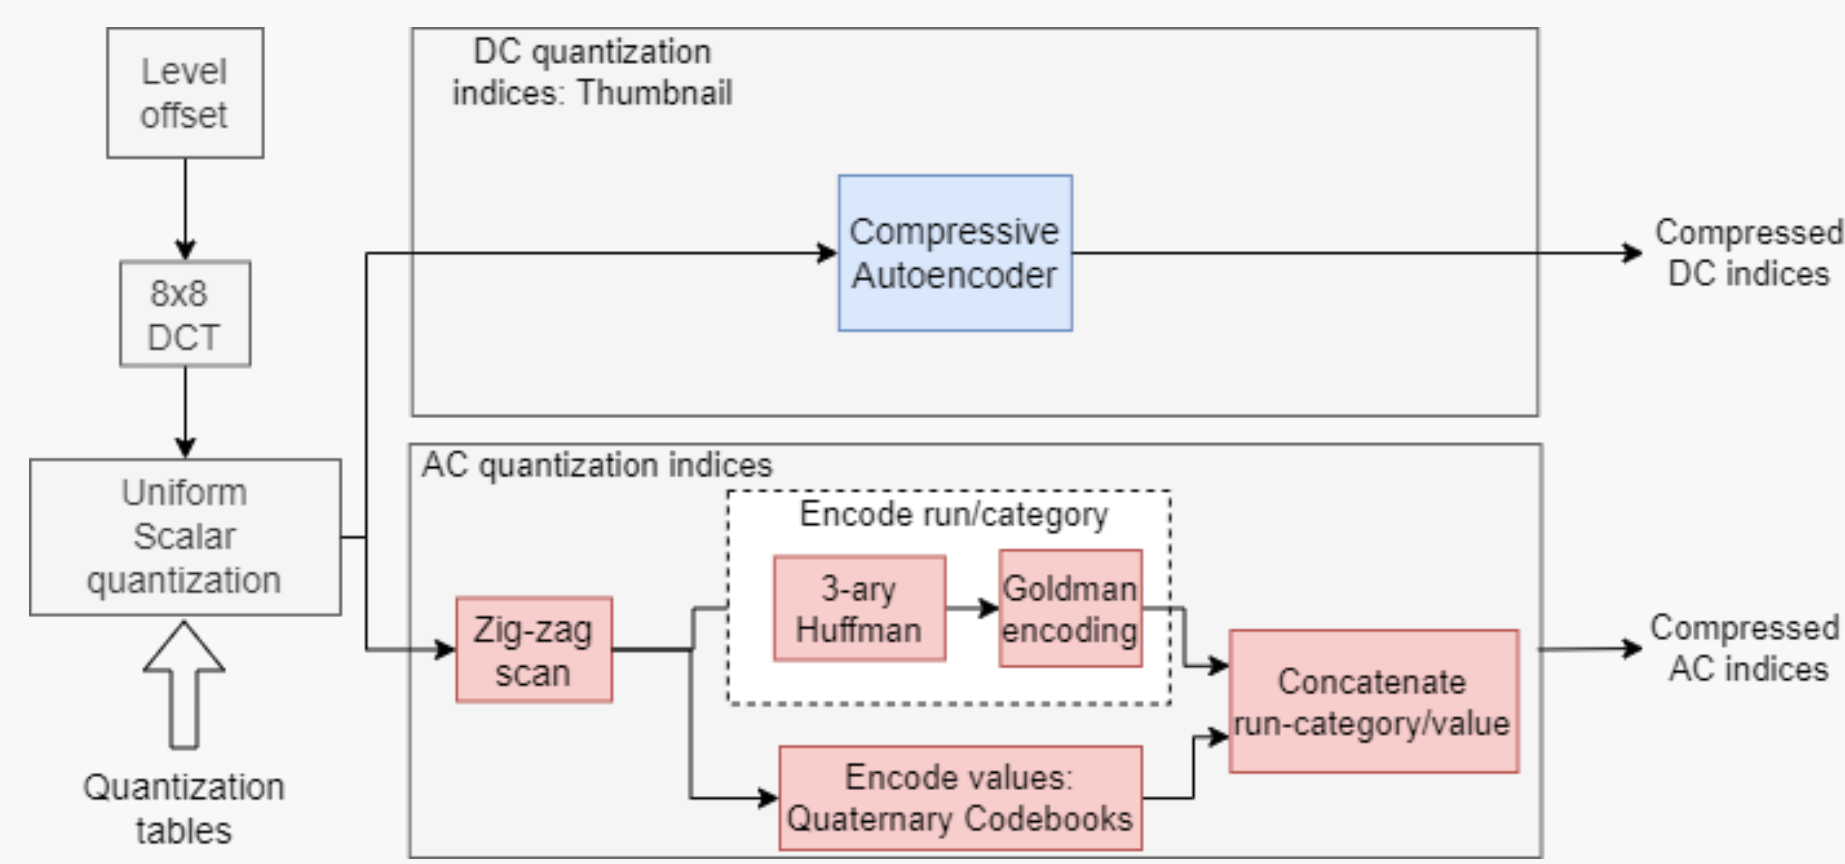 Level
offset
8x8
DCT
Uniform
Scalar
quantization
Quantization
tables
DC quantization
indices: Thumbnail
Compressive
Autoencoder
Compressed
DC indices
AC quantization indices
Zig-zag
scan
Encode run/category
3-ary
Huffman
Goldman
encoding
Encode values:
Quaternary Codebooks
Concatenate
run-category/value
Compressed
AC indices